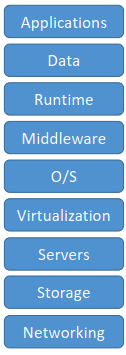 Applications
Data
Runtime
Middleware
O/S
Virtualization
Servers
Storage
Networking